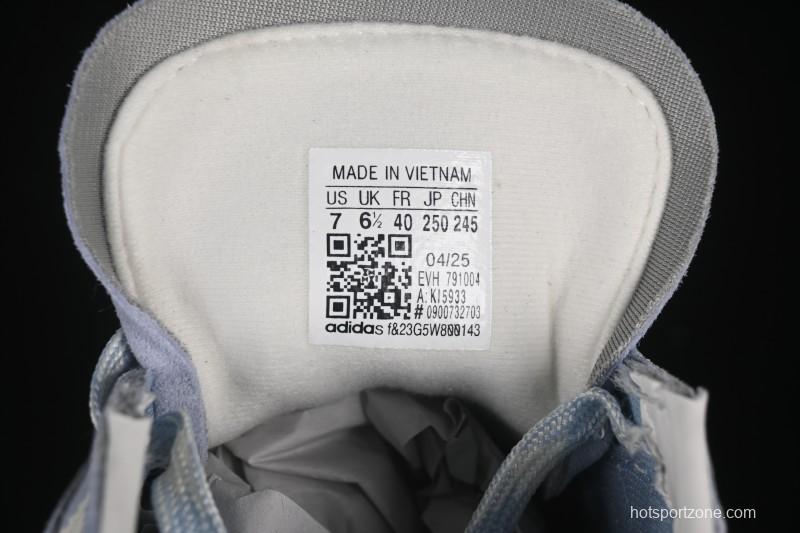 MADE IN VIETNAM
US UK FR JP CHN
7 6½ 40 250 245
04/25
EVH 791004
A: KI5933
# 0900732703
adidas f&23G5W800143
hotsportzone.com